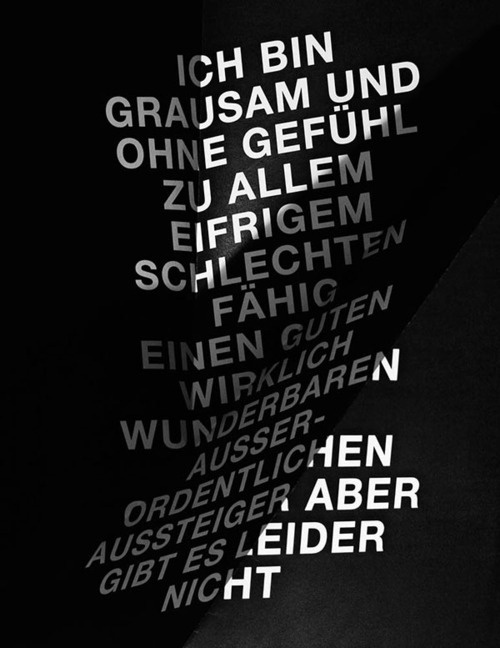 ICH BIN
GRAUSAM UND
OHNE GEFÜHL
ZU ALLEM
EIFRIGEM
SCHLECHTEN
FÄHIG
EINEN GUTEN
WIRKLICH
WUNDERBAREN
AUSSER-
ORDENTLICHEN
AUSSTEIGER ABER
GIBT ES LEIDER
NICHT